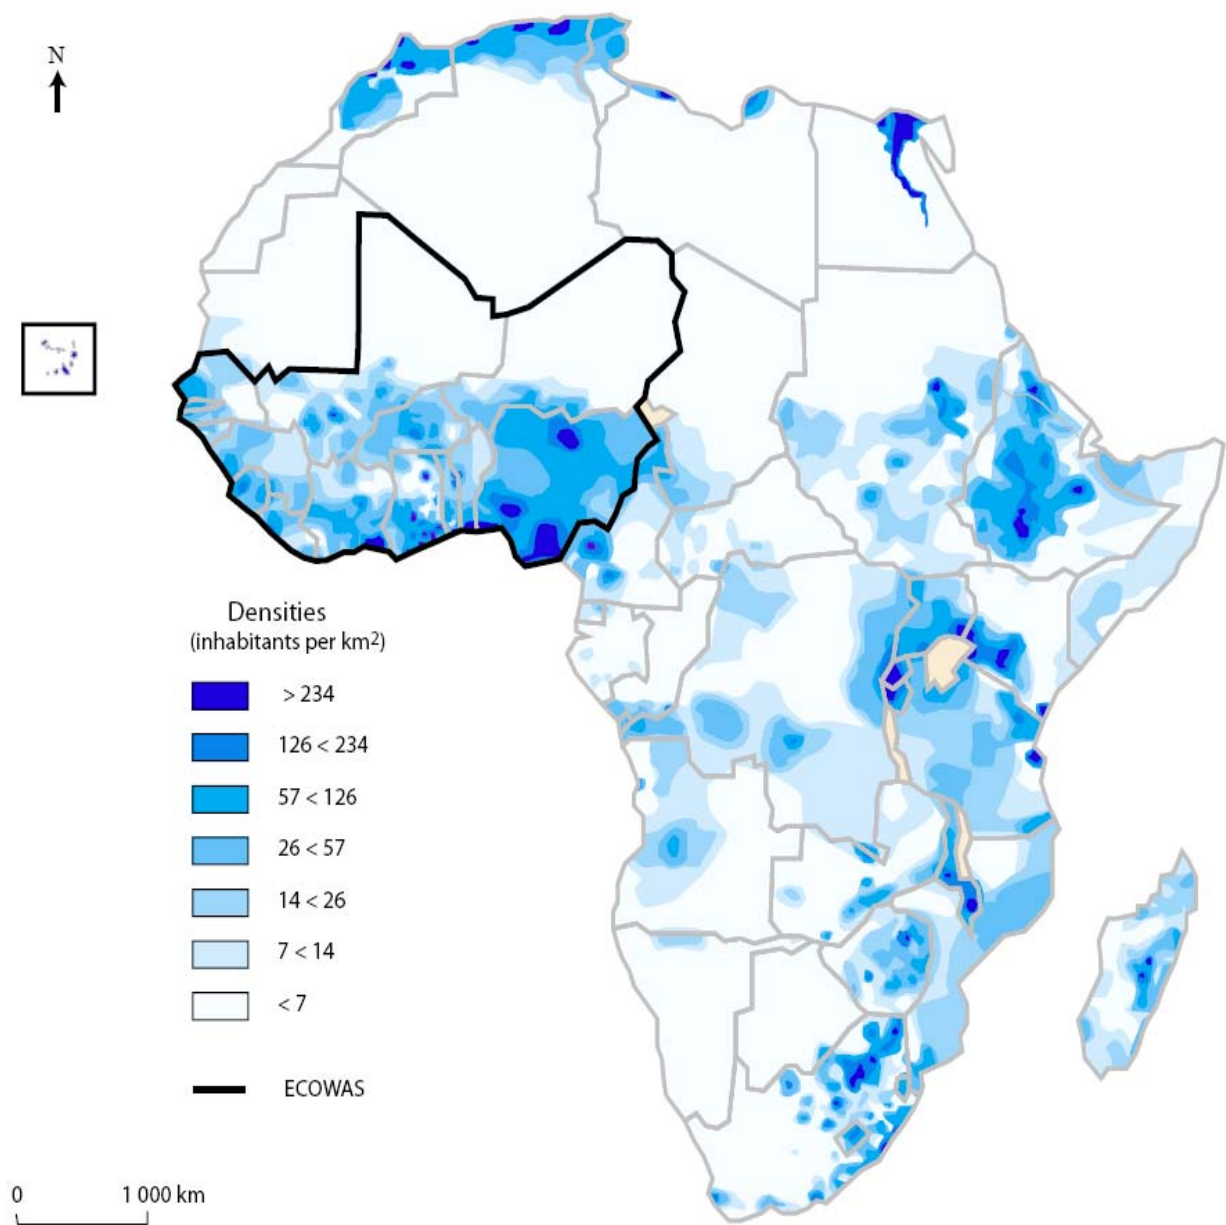 N
Densities
(inhabitants per km²)
> 234
126 < 234
57 < 126
26 < 57
14 < 26
7 < 14
< 7
ECOWAS
0 1 000 km